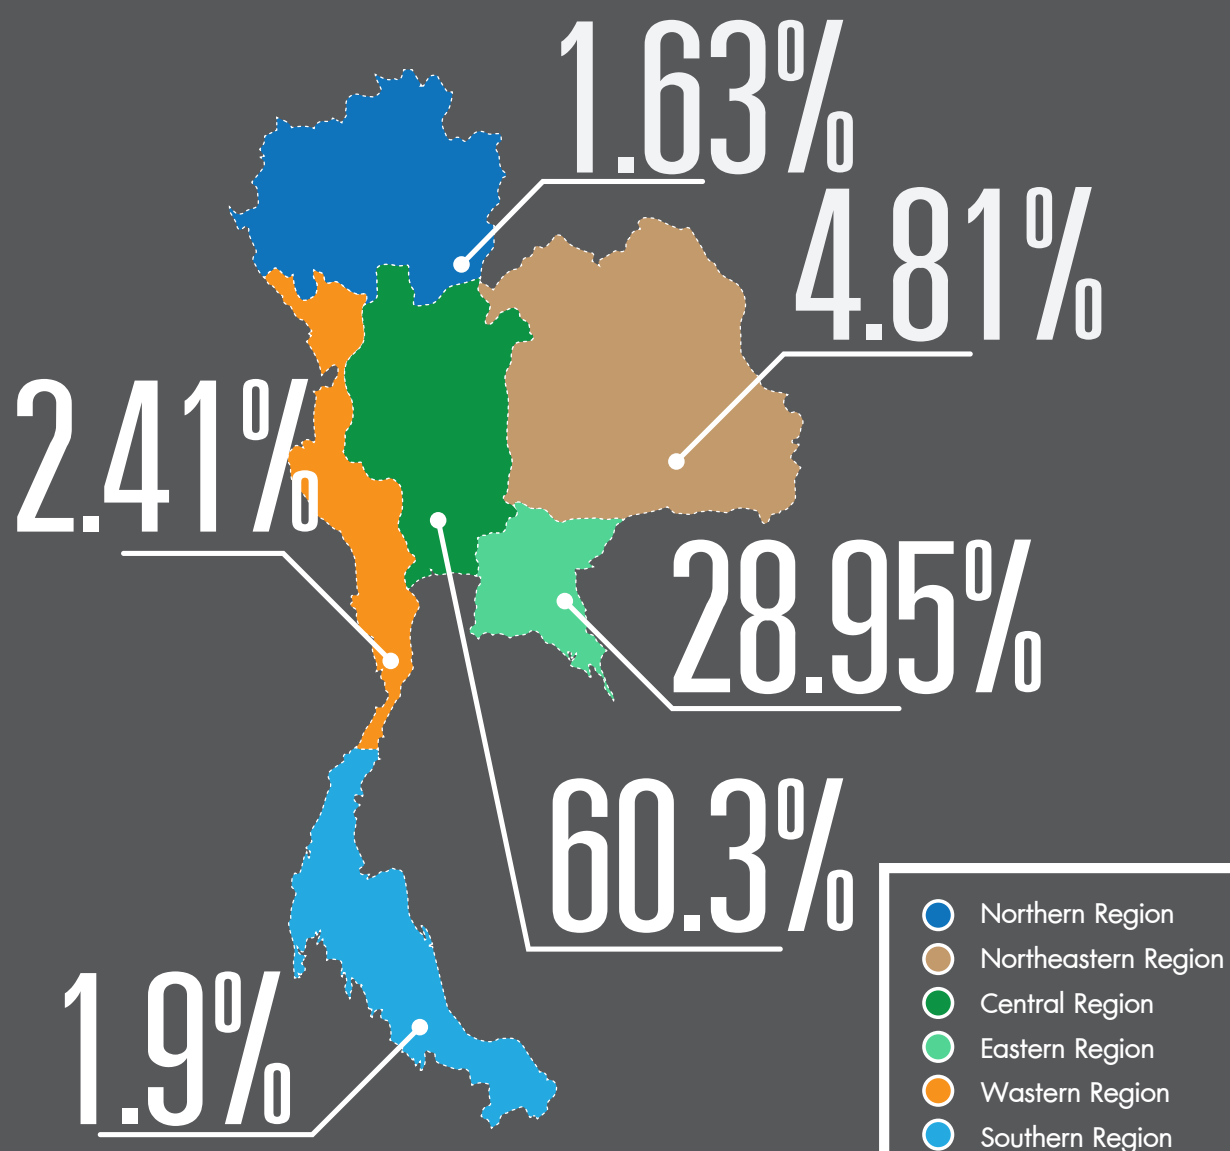 1.63%
4.81%
2.41%
28.95%
60.3%
1.9%
Northern Region
Northeastern Region
Central Region
Eastern Region
Wastern Region
Southern Region